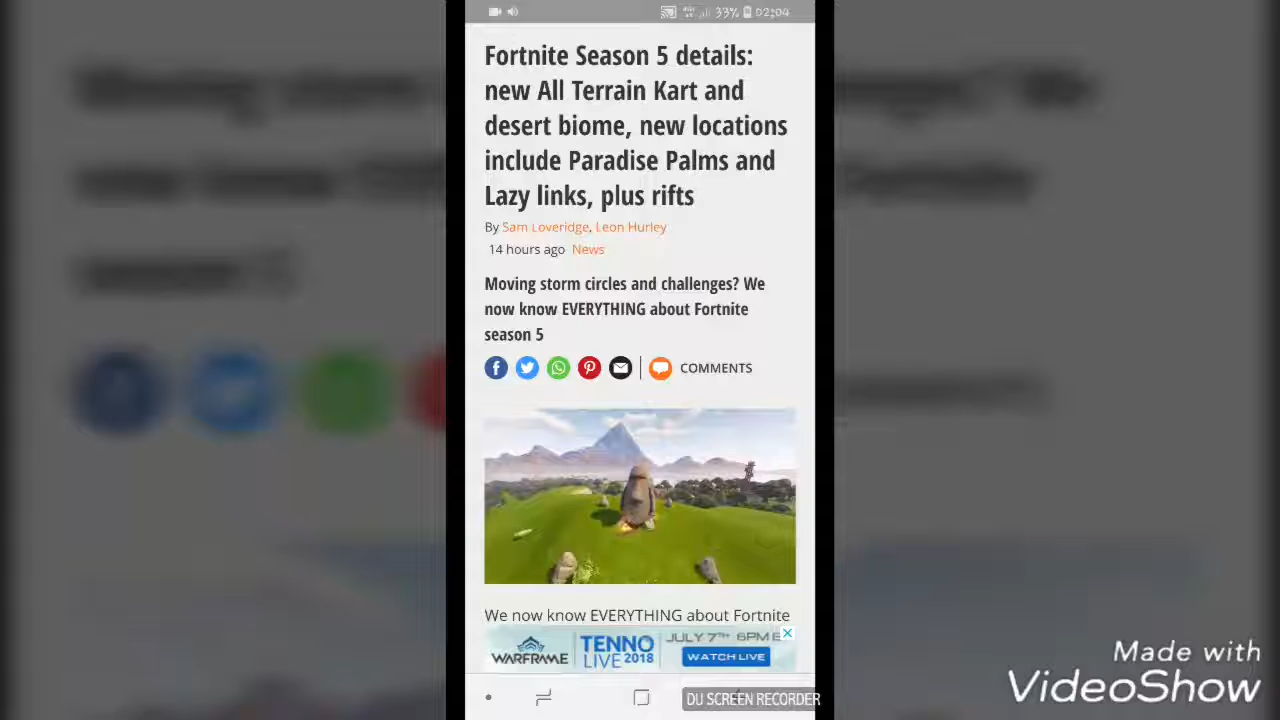 33% 02:04
Fortnite Season 5 details:
new All Terrain Kart and
desert biome, new locations
include Paradise Palms and
Lazy links, plus rifts
By Sam Loveridge, Leon Hurley
14 hours ago News
Moving storm circles and challenges? We
now know EVERYTHING about Fortnite
season 5
COMMENTS
We now know EVERYTHING about Fortnite
WARFRAME
TENNO
LIVE 2018
JULY 7TH 6PM
WATCH LIVE
DU SCREEN RECORDER
Made with
VideoShow